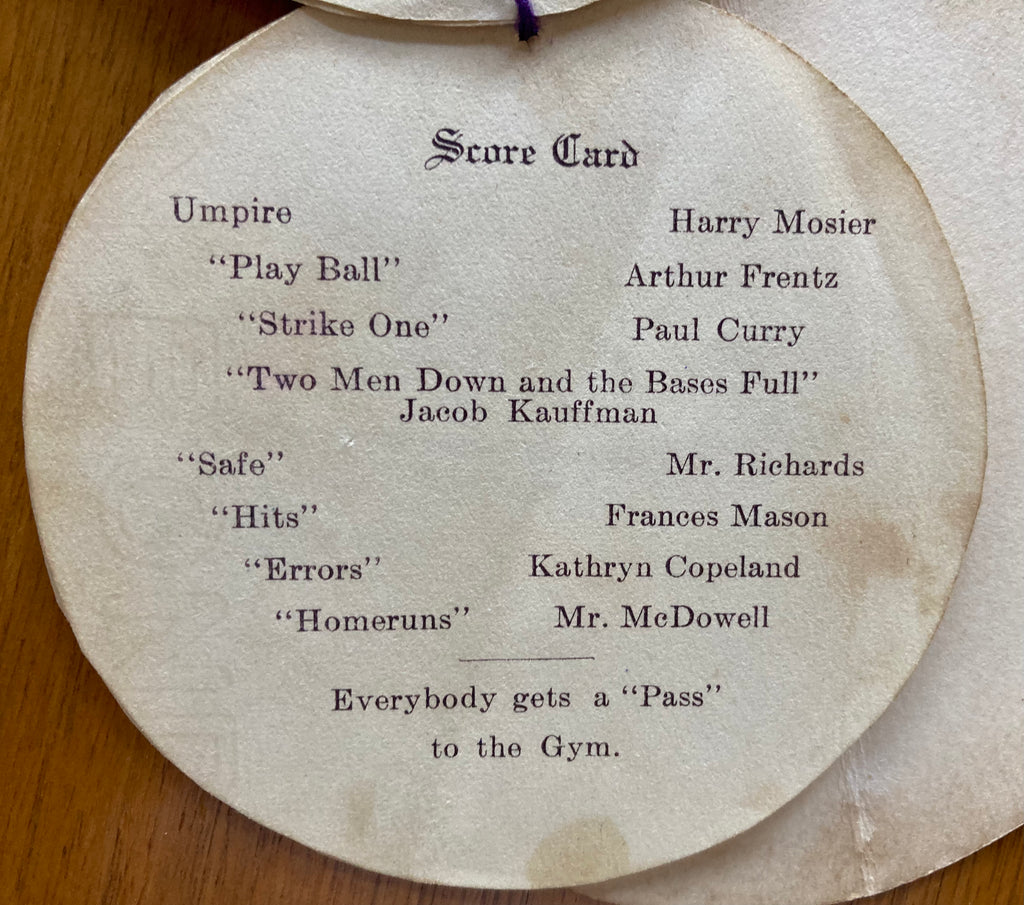 Score Card
Umpire Harry Mosier
"Play Ball" Arthur Frentz
"Strike One" Paul Curry
"Two Men Down and the Bases Full"
Jacob Kauffman
"Safe" Mr. Richards
"Hits" Frances Mason
"Errors" Kathryn Copeland
"Homeruns" Mr. McDowell
Everybody gets a "Pass"
to the Gym.